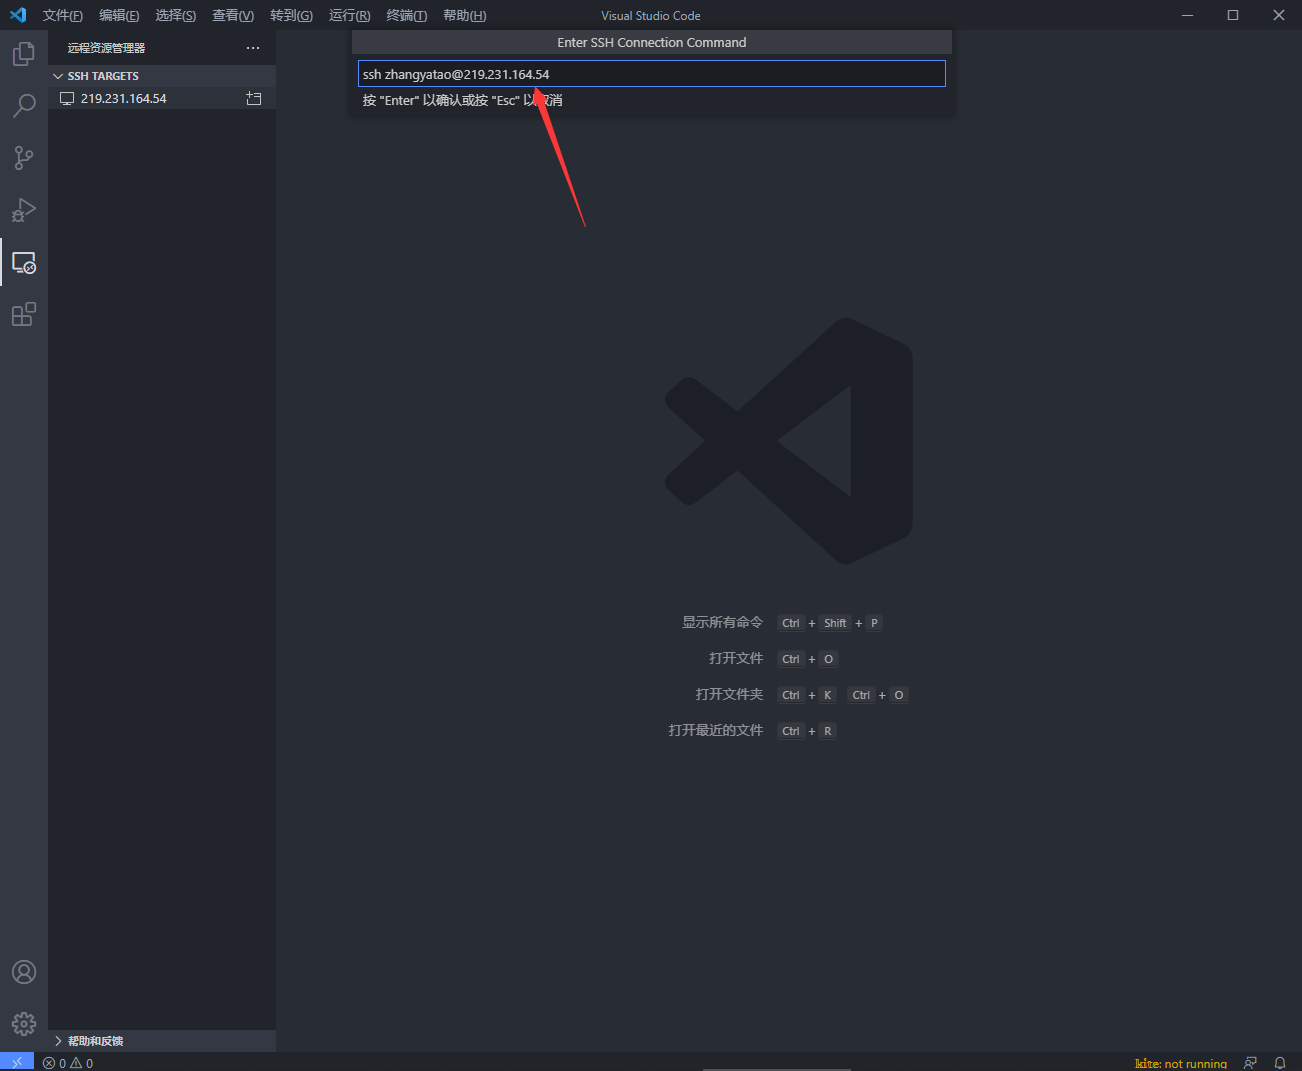 文件(F) 编辑(E) 选择(S) 查看(V) 转到(G) 运行(R) 终端(T) 帮助(H) Visual Studio Code
远程资源管理器
Enter SSH Connection Command
SSH TARGETS
ssh zhangyatao@219.231.164.54
219.231.164.54
按 "Enter" 以确认或按 "Esc" 以取消
显示所有命令 Ctrl + Shift + P
打开文件 Ctrl + O
打开文件夹 Ctrl + K Ctrl + O
打开最近的文件 Ctrl + R
帮助和反馈
0 0 kite: not running